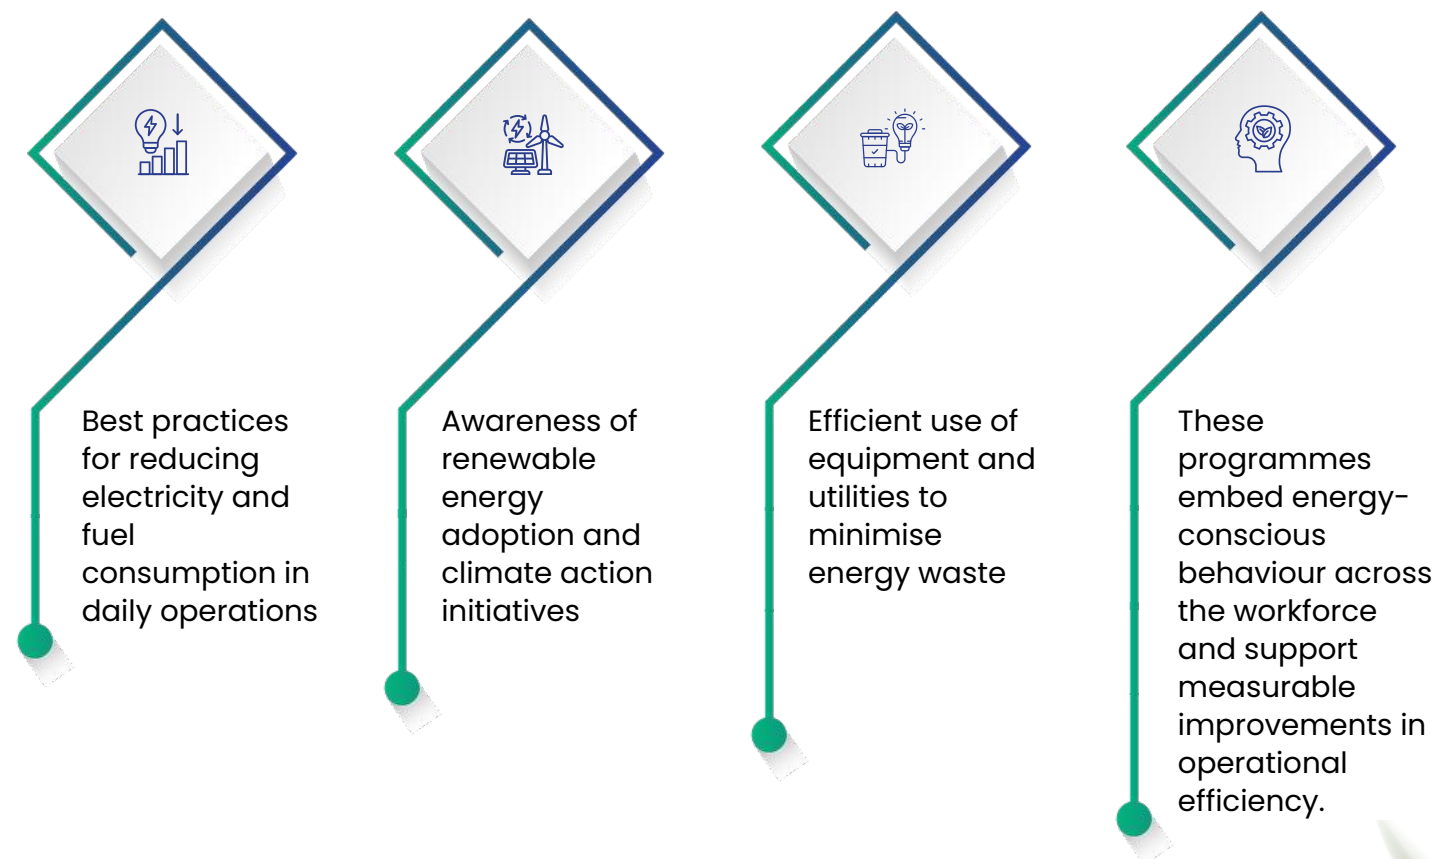 Best practices
for reducing
electricity and
fuel
consumption in
daily operations
Awareness of
renewable
energy
adoption and
climate action
initiatives
Efficient use of
equipment and
utilities to
minimise
energy waste
These
programmes
embed energy-
conscious
behaviour across
the workforce
and support
measurable
improvements in
operational
efficiency.